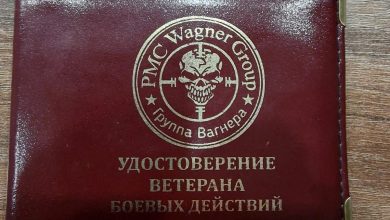 PMC Wagner Group
★ Группа Вагнера ★
УДОСТОВЕРЕНИЕ
ВЕТЕРАНА
БОЕВЫХ ДЕЙСТВИЙ